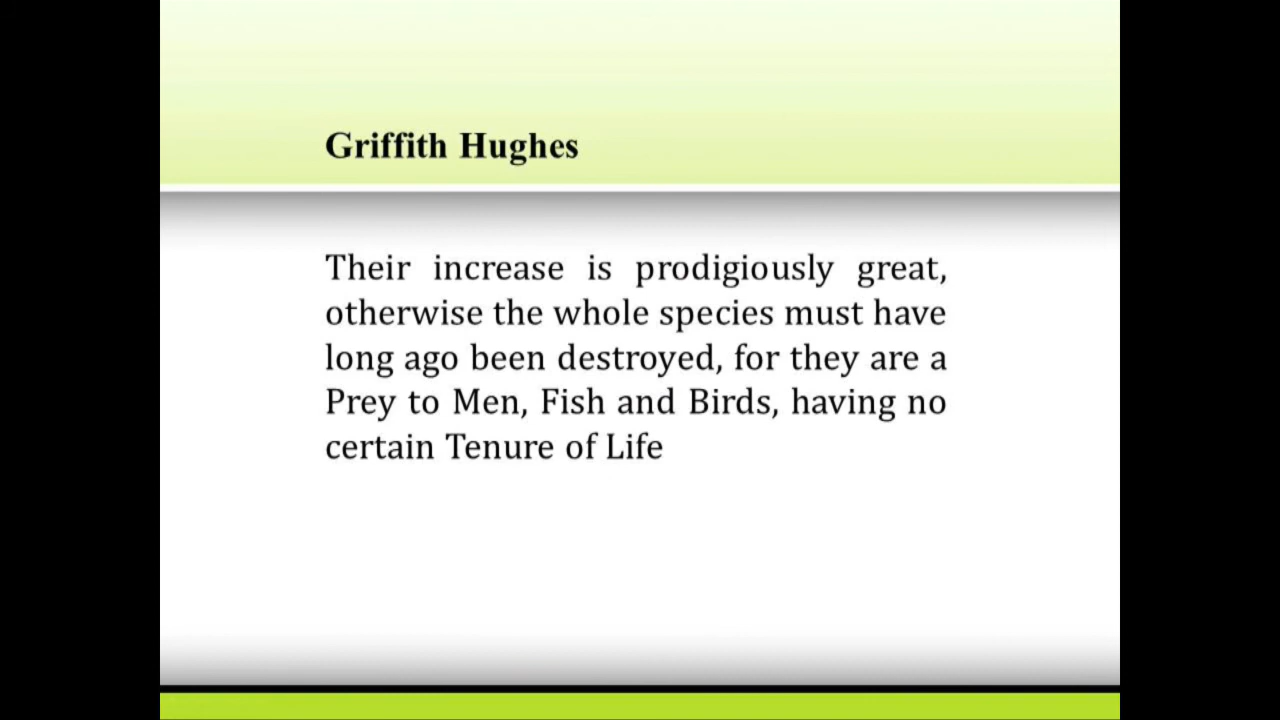 Griffith Hughes
Their increase is prodigiously great,
otherwise the whole species must have
long ago been destroyed, for they are a
Prey to Men, Fish and Birds, having no
certain Tenure of Life